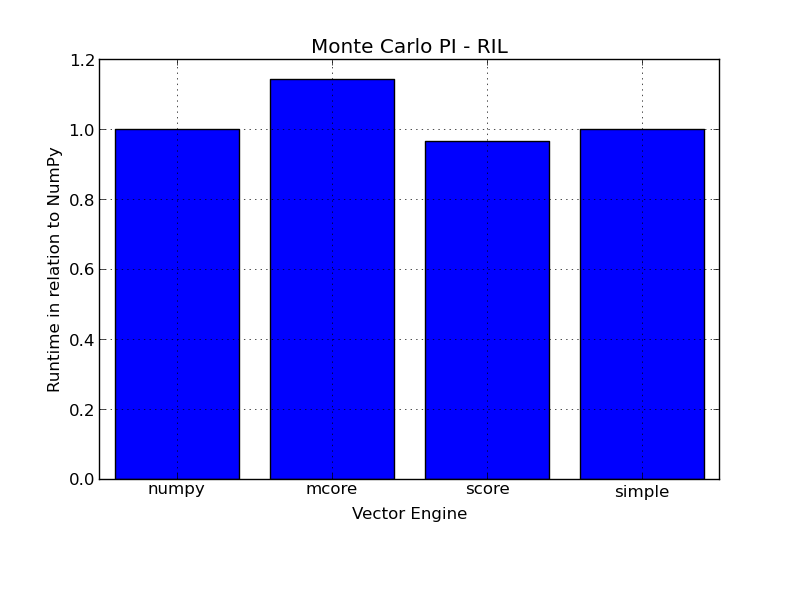 Monte Carlo PI - RIL
1.2
1.0
0.8
0.6
0.4
0.2
0.0
Runtime in relation to NumPy
numpy mcore score simple
Vector Engine